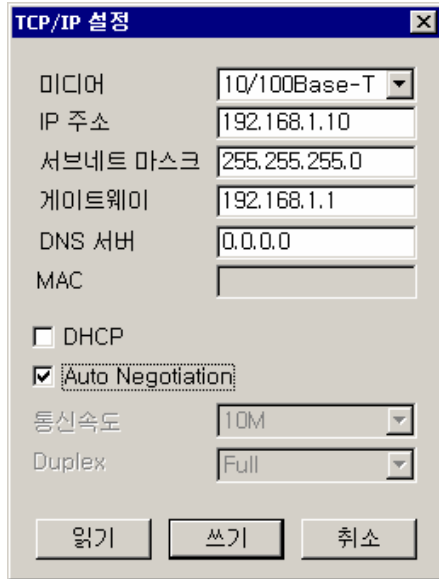 TCP/IP 설정
미디어 10/100Base-T
IP 주소 192.168.1.10
서브네트 마스크 255.255.255.0
게이트웨이 192.168.1.1
DNS 서버 0.0.0.0
MAC
DHCP
Auto Negotiation
통신속도 10M
Duplex Full
읽기 쓰기 취소